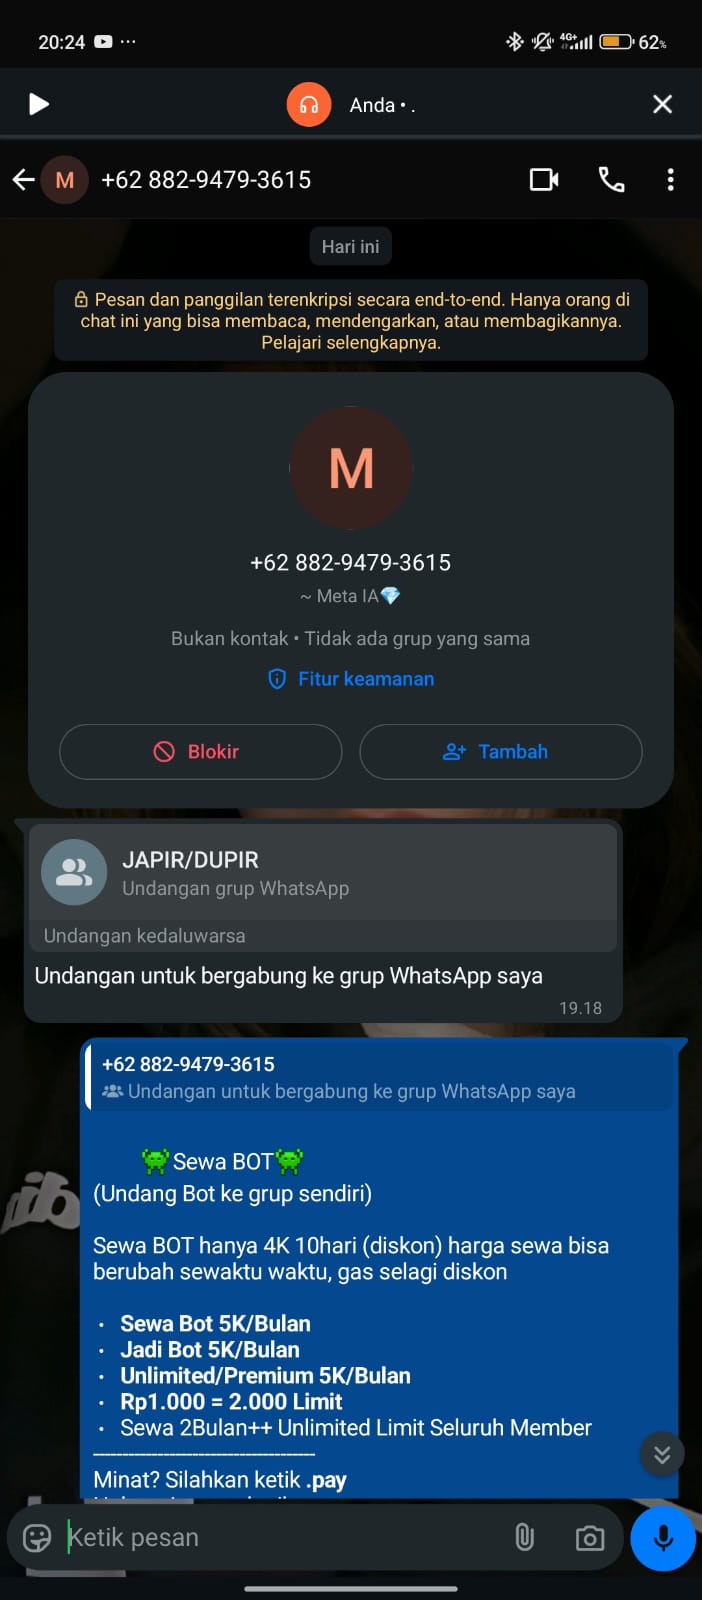 20:24
4G+
62%
Anda • .
M
+62 882-9479-3615
Hari ini
Pesan dan panggilan terenkripsi secara end-to-end. Hanya orang di
chat ini yang bisa membaca, mendengarkan, atau membagikannya.
Pelajari selengkapnya.
M
+62 882-9479-3615
~ Meta IA💎
Bukan kontak • Tidak ada grup yang sama
Fitur keamanan
Blokir
Tambah
JAPIR/DUPIR
Undangan grup WhatsApp
Undangan kedaluwarsa
Undangan untuk bergabung ke grup WhatsApp saya
19.18
+62 882-9479-3615
Undangan untuk bergabung ke grup WhatsApp saya
Sewa BOT
(Undang Bot ke grup sendiri)
Sewa BOT hanya 4K 10hari (diskon) harga sewa bisa
berubah sewaktu waktu, gas selagi diskon
• Sewa Bot 5K/Bulan
• Jadi Bot 5K/Bulan
• Unlimited/Premium 5K/Bulan
• Rp1.000 = 2.000 Limit
• Sewa 2Bulan++ Unlimited Limit Seluruh Member
Minat? Silahkan ketik .pay
Ketik pesan